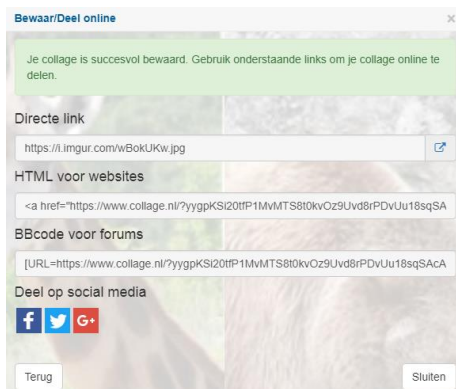 Bewaar/Deel online ×
Je collage is succesvol bewaard. Gebruik onderstaande links om je collage online te
delen.
Directe link
https://i.imgur.com/wBokUKw.jpg
HTML voor websites
<a href="https://www.collage.nl/?yygpKSi20tfP1MvMTS8t0kvOz9Uvd8rPDvUu18sqSA
BBcode voor forums
[URL=https://www.collage.nl/?yygpKSi20tfP1MvMTS8t0kvOz9Uvd8rPDvUu18sqSAcA
Deel op social media
f G+
Terug Sluiten